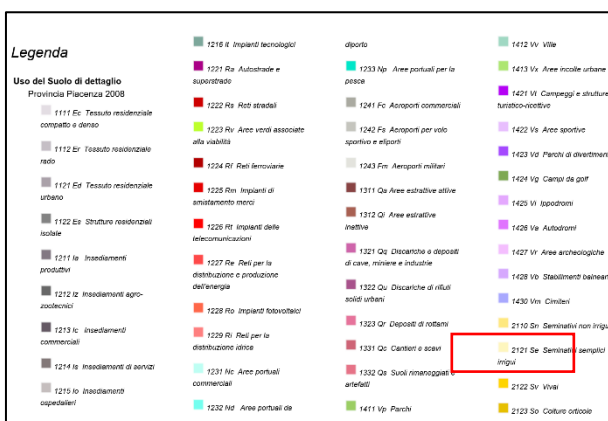 Legenda
Uso del Suolo di dettaglio
Provincia Piacenza 2008
1111 Ec Tessuto residenziale
compatto e denso
1112 Er Tessuto residenziale
rado
1121 Ed Tessuto residenziale
urbano
1122 Es Strutture residenziali
isolate
1211 Ia Insediamenti
produttivi
1212 Iz Insediamenti agro-
zootecnici
1213 Ic Insediamenti
commerciali
1214 Is Insediamenti di servizi
1215 Io Insediamenti
ospedalieri
1216 It Impianti tecnologici
1221 Ra Autostrade e
superstrade
1222 Rs Reti stradali
1223 Rv Aree verdi associate
alla viabilità
1224 Rf Reti ferroviarie
1225 Rm Impianti di
smistamento merci
1226 Rt Impianti delle
telecomunicazioni
1227 Re Reti per la
distribuzione e produzione
dell'energia
1228 Ro Impianti fotovoltaici
1229 Ri Reti per la
distribuzione idrica
1231 Nc Aree portuali
commerciali
1232 Nd Aree portuali da
diporto
1233 Np Aree portuali per la
pesca
1241 Fc Aeroporti commerciali
1242 Fs Aeroporti per volo
sportivo e eliporti
1243 Fm Aeroporti militari
1311 Qa Aree estrattive attive
1312 Qi Aree estrattive
inattive
1321 Qq Discariche e depositi
di cave, miniere e industrie
1322 Qu Discariche di rifiuti
solidi urbani
1323 Qr Depositi di rottami
1331 Qc Cantieri e scavi
1332 Qs Suoli rimaneggiati e
artefatti
1411 Vp Parchi
1412 Vv Ville
1413 Vx Aree incolte urbane
1421 Vt Campeggi e strutture
turistico-ricettive
1422 Vs Aree sportive
1423 Vd Parchi di divertimen
1424 Vg Campi da golf
1425 Vi Ippodromi
1426 Va Autodromi
1427 Vr Aree archeologiche
1428 Vb Stabilimenti balnear
1430 Vm Cimiteri
2110 Sn Seminativi non irrigu
2121 Se Seminativi semplici
irrigui
2122 Sv Vivai
2123 So Colture orticole